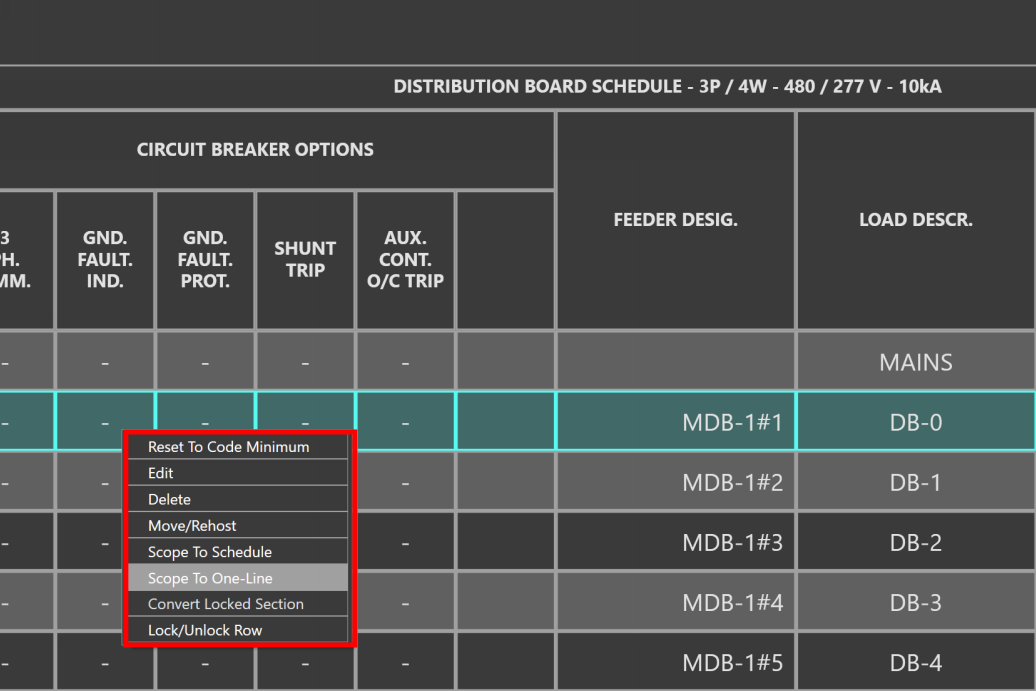 DISTRIBUTION BOARD SCHEDULE - 3P / 4W - 480 / 277 V - 10kA
CIRCUIT BREAKER OPTIONS
FEEDER DESIG.
LOAD DESCR.
3
GND.
FAULT.
IND.
GND.
FAULT.
PROT.
SHUNT
TRIP
AUX.
CONT.
O/C TRIP
- - - - - MAINS
- - - - - MDB-1#1 DB-0
- - - MDB-1#2 DB-1
- - - MDB-1#3 DB-2
- - - MDB-1#4 DB-3
- - - - - MDB-1#5 DB-4
Reset To Code Minimum
Edit
Delete
Move/Rehost
Scope To Schedule
Scope To One-Line
Convert Locked Section
Lock/Unlock Row